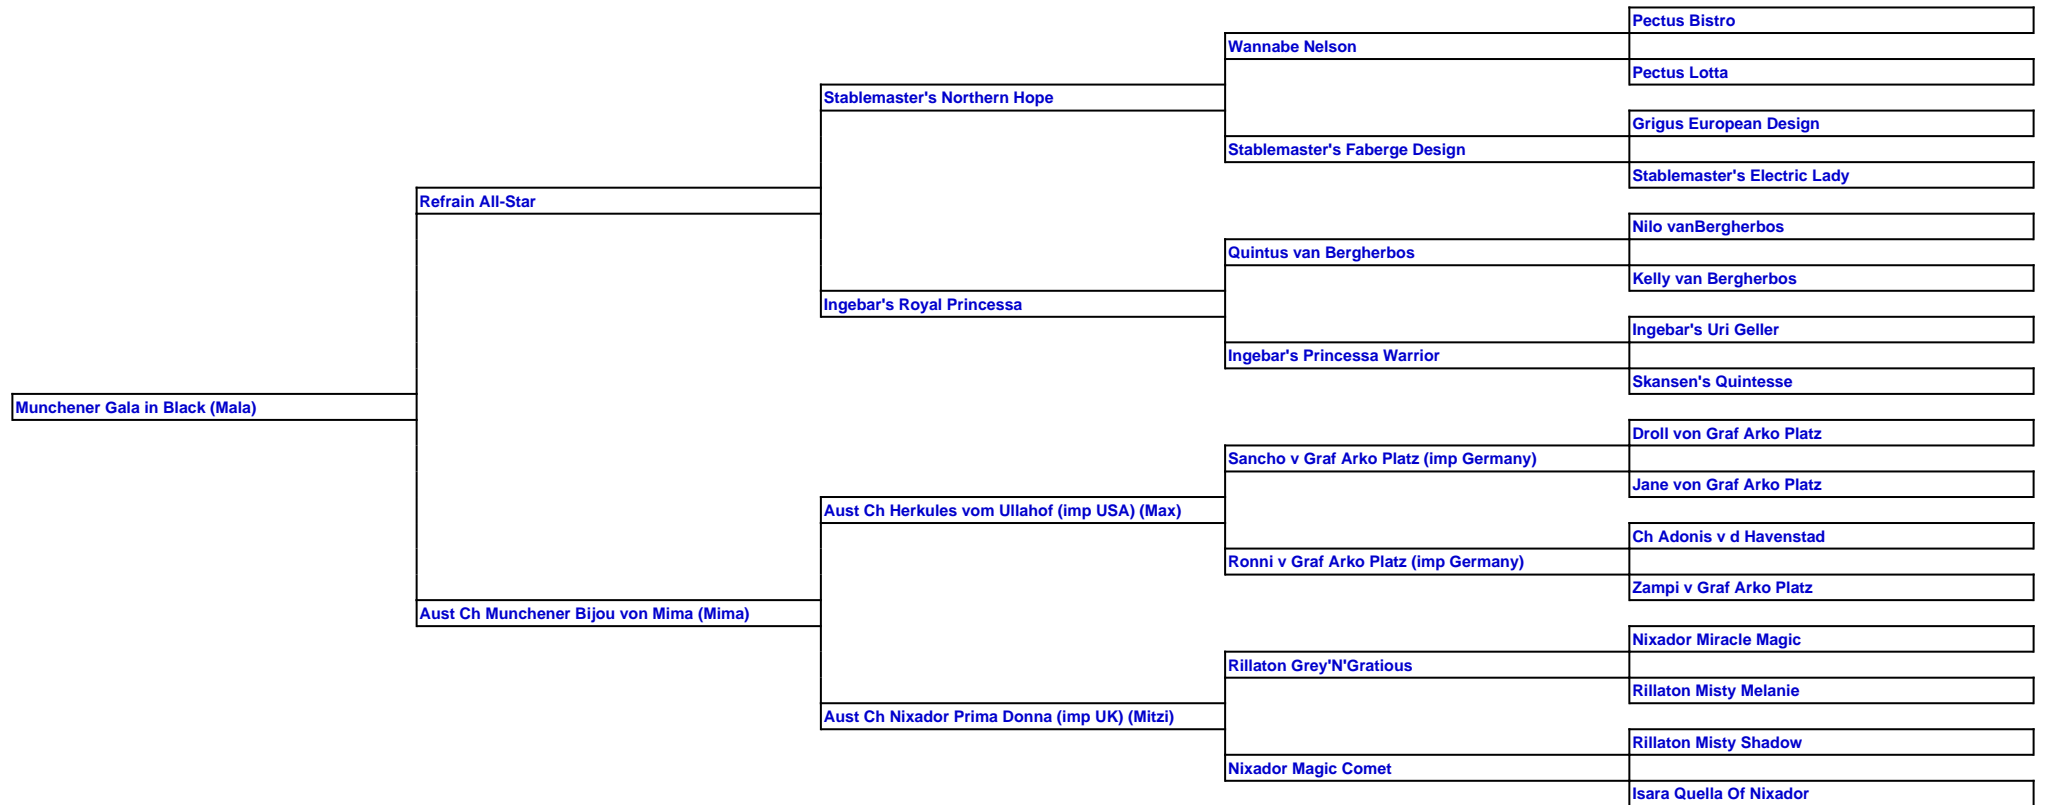 Pectus Bistro
Wannabe Nelson
Pectus Lotta
Stablemaster's Northern Hope
Grigus European Design
Stablemaster's Faberge Design
Stablemaster's Electric Lady
Refrain All-Star
Nilo vanBergherbos
Quintus van Bergherbos
Kelly van Bergherbos
Ingebar's Royal Princessa
Ingebar's Uri Geller
Ingebar's Princessa Warrior
Skansen's Quintesse
Munchener Gala in Black (Mala)
Droll von Graf Arko Platz
Sancho v Graf Arko Platz (imp Germany)
Jane von Graf Arko Platz
Aust Ch Herkules vom Ullahof (imp USA) (Max)
Ch Adonis v d Havenstad
Ronni v Graf Arko Platz (imp Germany)
Zampi v Graf Arko Platz
Aust Ch Munchener Bijou von Mima (Mima)
Nixador Miracle Magic
Rillaton Grey'N'Gratious
Rillaton Misty Melanie
Aust Ch Nixador Prima Donna (imp UK) (Mitzi)
Rillaton Misty Shadow
Nixador Magic Comet
Isara Quella Of Nixador